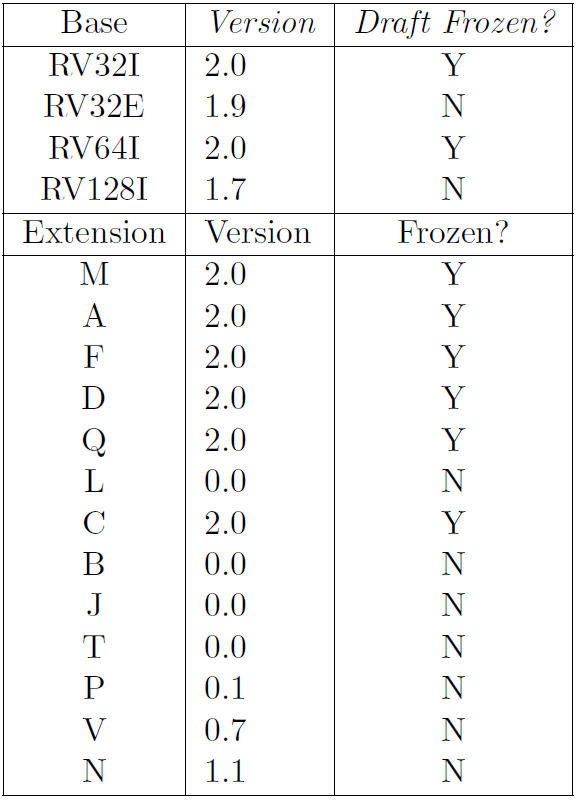 Base Version Draft Frozen?
RV32I 2.0 Y
RV32E 1.9 N
RV64I 2.0 Y
RV128I 1.7 N
Extension Version Frozen?
M 2.0 Y
A 2.0 Y
F 2.0 Y
D 2.0 Y
Q 2.0 Y
L 0.0 N
C 2.0 Y
B 0.0 N
J 0.0 N
T 0.0 N
P 0.1 N
V 0.7 N
N 1.1 N